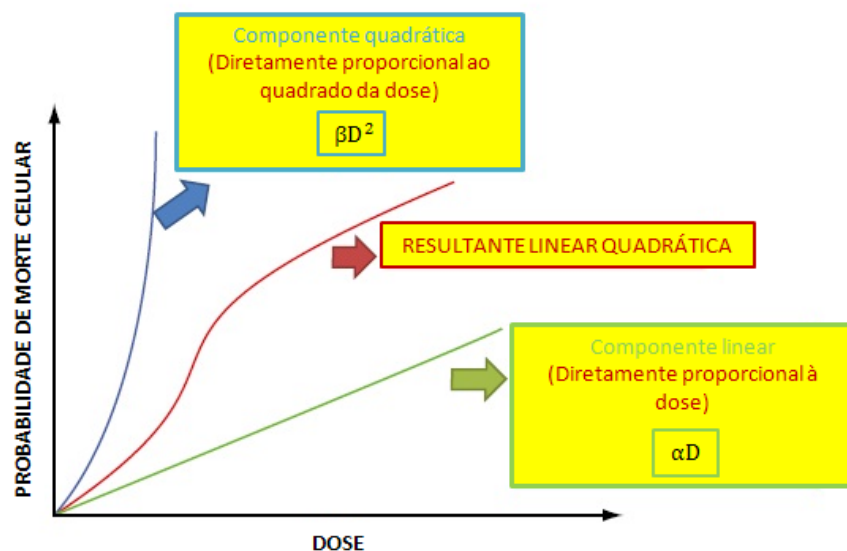 Componente quadrática
(Diretamente proporcional ao
quadrado da dose)
βD²
RESULTANTE LINEAR QUADRÁTICA
Componente linear
(Diretamente proporcional à
dose)
αD
PROBABILIDADE DE MORTE CELULAR
DOSE